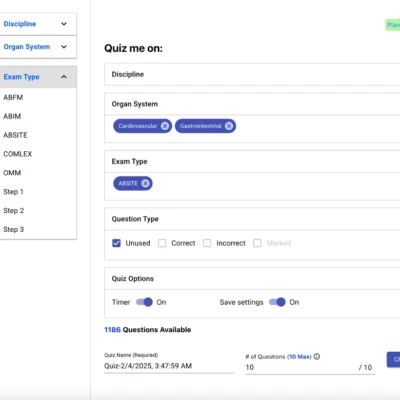 Discipline
Organ System
Exam Type
ABFM
ABIM
ABSITE
COMLEX
OMM
Step 1
Step 2
Step 3
Quiz me on:
Discipline
Organ System
Cardiovascular Gastrointestinal
Exam Type
ABSITE
Question Type
Unused Correct Incorrect Marked
Quiz Options
Timer On Save settings On
1186 Questions Available
Quiz Name (Required)
Quiz-2/4/2025, 3:47:59 AM
# of Questions (10 Max)
10 / 10